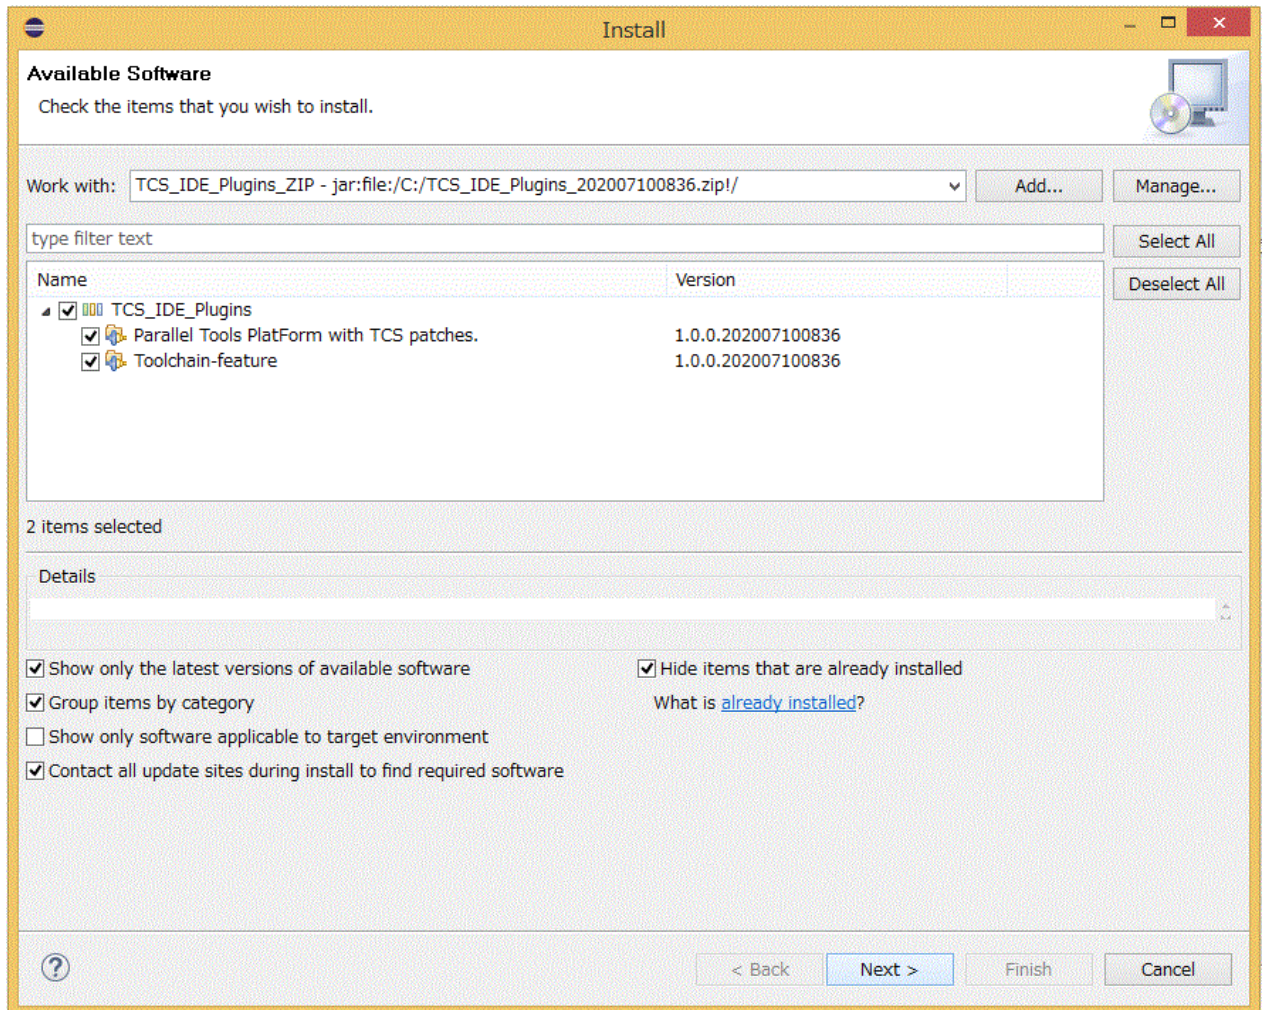 Install
Available Software
Check the items that you wish to install.
Work with: TCS_IDE_Plugins_ZIP - jar:file:/C:/TCS_IDE_Plugins_202007100836.zip!/ Add... Manage...
type filter text Select All
Name Version Deselect All
TCS_IDE_Plugins
Parallel Tools PlatForm with TCS patches. 1.0.0.202007100836
Toolchain-feature 1.0.0.202007100836
2 items selected
Details
Show only the latest versions of available software Hide items that are already installed
Group items by category What is already installed?
Show only software applicable to target environment
Contact all update sites during install to find required software
? < Back Next > Finish Cancel